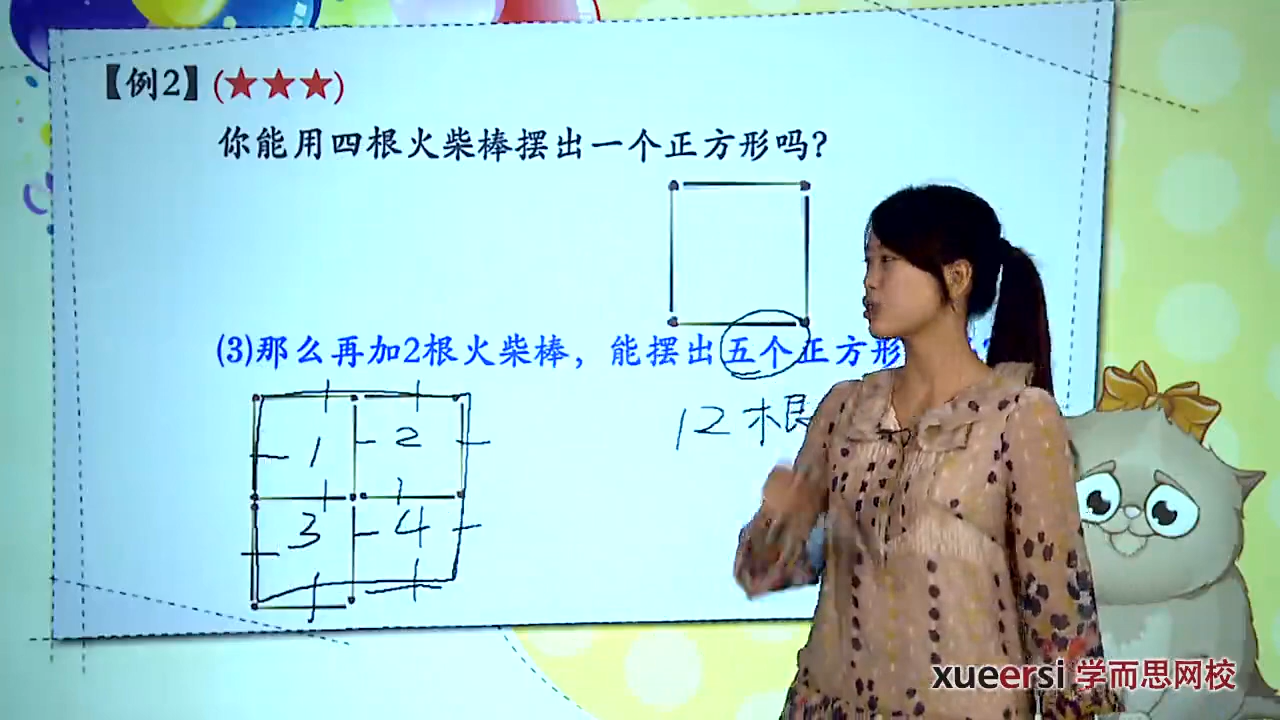 【例2】(★★★)
你能用四根火柴棒摆出一个正方形吗?
(3)那么再加2根火柴棒，能摆出五个正方形
12根
1 2
3 4
xueersi 学而思网校